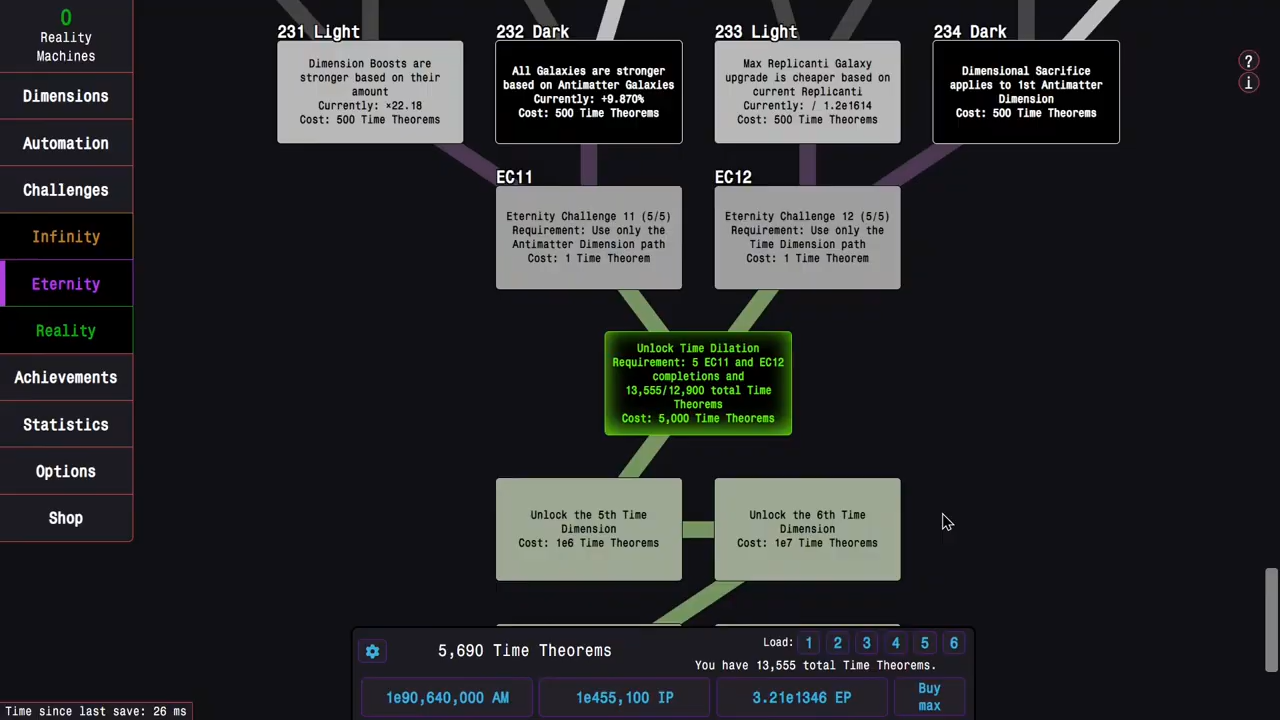 0
Reality
Machines
Dimensions
Automation
Challenges
Infinity
Eternity
Reality
Achievements
Statistics
Options
Shop
Time since last save: 26 ms
231 Light
Dimension Boosts are
stronger based on their
amount
Currently: ×22.18
Cost: 500 Time Theorems
232 Dark
All Galaxies are stronger
based on Antimatter Galaxies
Currently: +9.870%
Cost: 500 Time Theorems
233 Light
Max Replicanti Galaxy
upgrade is cheaper based on
current Replicanti
Currently: / 1.2e1614
Cost: 500 Time Theorems
234 Dark
Dimensional Sacrifice
applies to 1st Antimatter
Dimension
Cost: 500 Time Theorems
?
i
EC11
Eternity Challenge 11 (5/5)
Requirement: Use only the
Antimatter Dimension path
Cost: 1 Time Theorem
EC12
Eternity Challenge 12 (5/5)
Requirement: Use only the
Time Dimension path
Cost: 1 Time Theorem
Unlock Time Dilation
Requirement: 5 EC11 and EC12
completions and
13,555/12,900 total Time
Theorems
Cost: 5,000 Time Theorems
Unlock the 5th Time
Dimension
Cost: 1e6 Time Theorems
Unlock the 6th Time
Dimension
Cost: 1e7 Time Theorems
5,690 Time Theorems
Load: 1 2 3 4 5 6
You have 13,555 total Time Theorems.
1e90,640,000 AM
1e455,100 IP
3.21e1346 EP
Buy
max